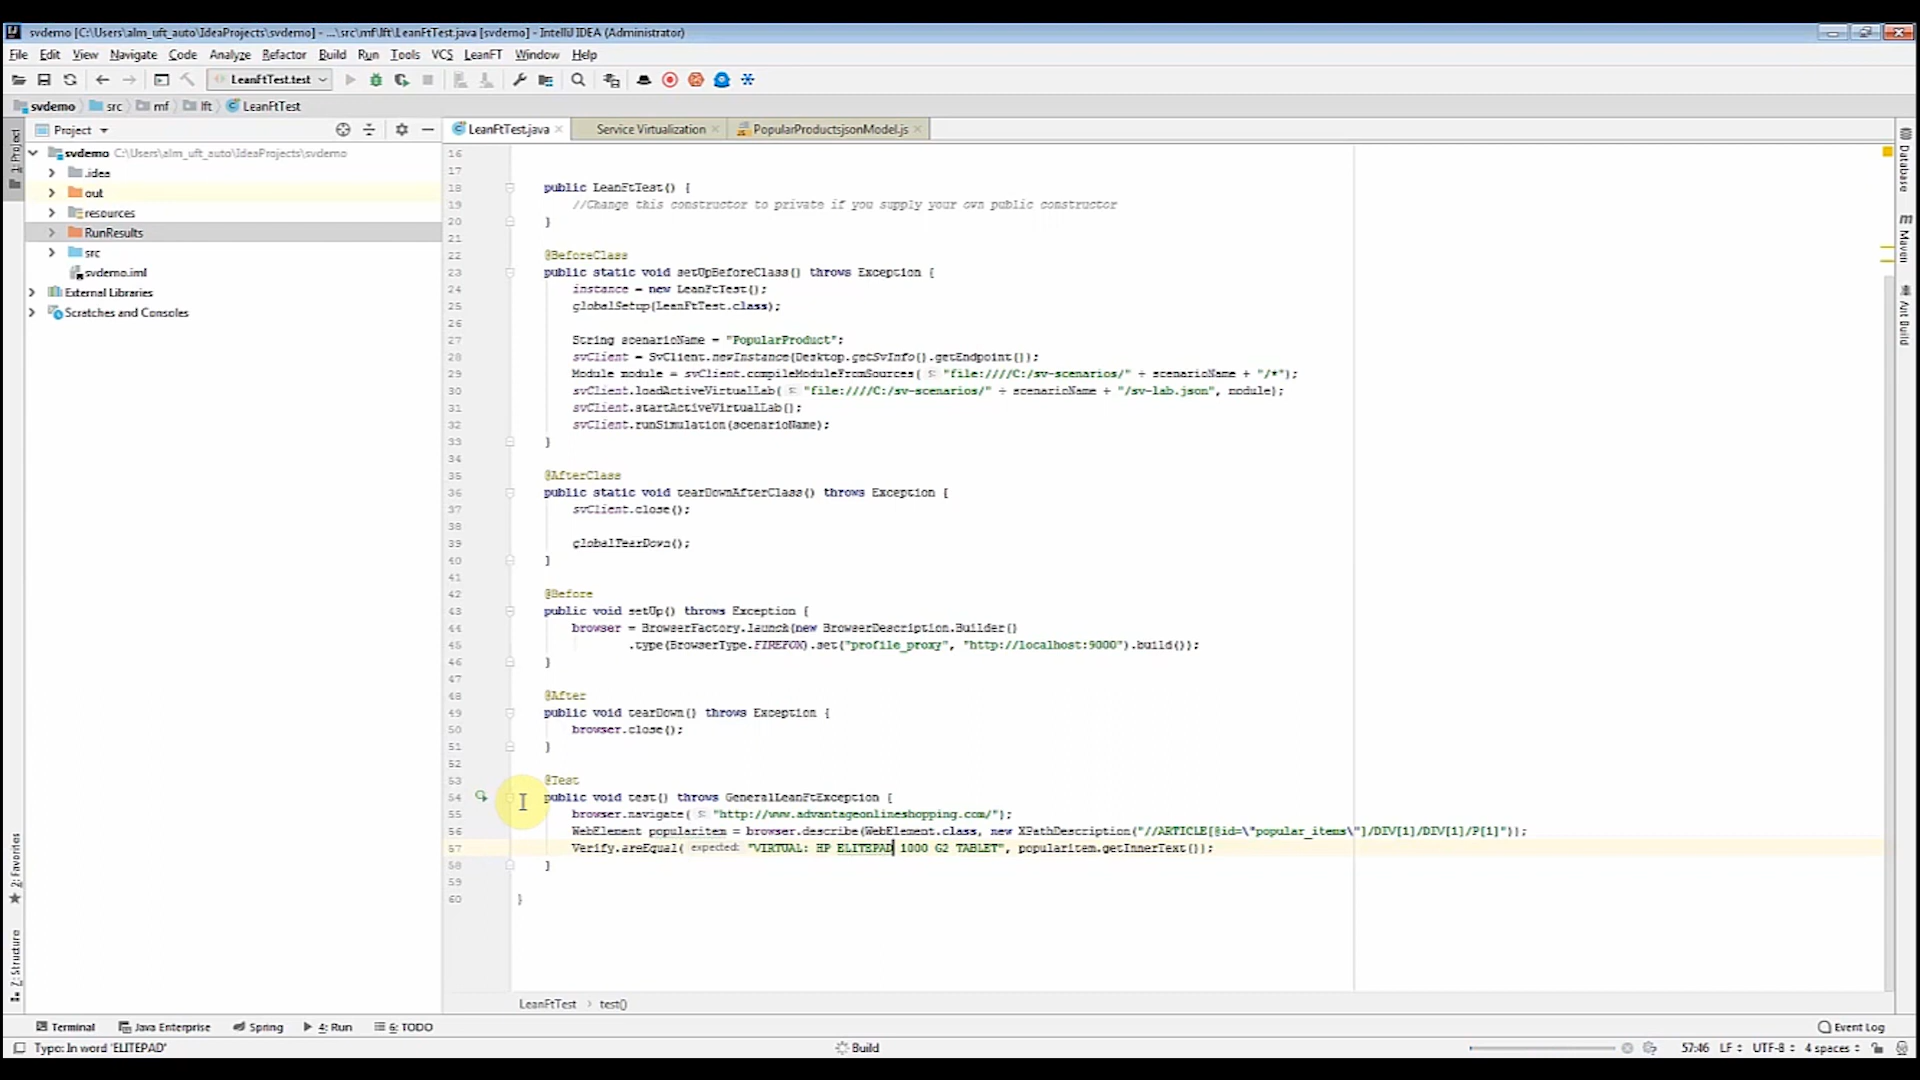 svdemo [C:\Users\alm_uft_auto\IdeaProjects\svdemo] - ...\src\mf\lft\LeanFtTest.java [svdemo] - IntelliJ IDEA (Administrator)
File Edit View Navigate Code Analyze Refactor Build Run Tools VCS LeanFT Window Help
LeanFtTest.test
svdemo src mf lft LeanFtTest
Project
LeanFtTest.java Service Virtualization PopularProductsjsonModel.js
svdemo C:\Users\alm_uft_auto\IdeaProjects\svdemo
.idea
out
resources
RunResults
src
svdemo.iml
External Libraries
Scratches and Consoles
1: Project
2: Favorites
7: Structure
16
17
18 public LeanFtTest() {
19 //Change this constructor to private if you supply your own public constructor
20 }
21
22 @BeforeClass
23 public static void setUpBeforeClass() throws Exception {
24 instance = new LeanFtTest();
25 globalSetup(LeanFtTest.class);
26
27 String scenarioName = "PopularProduct";
28 svClient = SvClient.newInstance(Desktop.getSvInfo().getEndpoint());
29 Module module = svClient.compileModuleFromSources( s: "file:////C:/sv-scenarios/" + scenarioName + "/*");
30 svClient.loadActiveVirtualLab( s: "file:////C:/sv-scenarios/" + scenarioName + "/sv-lab.json", module);
31 svClient.startActiveVirtualLab();
32 svClient.runSimulation(scenarioName);
33 }
34
35 @AfterClass
36 public static void tearDownAfterClass() throws Exception {
37 svClient.close();
38
39 globalTearDown();
40 }
41
42 @Before
43 public void setUp() throws Exception {
44 browser = BrowserFactory.launch(new BrowserDescription.Builder()
45 .type(BrowserType.FIREFOX).set("profile_proxy", "http://localhost:9000").build());
46 }
47
48 @After
49 public void tearDown() throws Exception {
50 browser.close();
51 }
52
53 @Test
54 public void test() throws GeneralLeanFtException {
55 browser.navigate( s: "http://www.advantageonlineshopping.com/");
56 WebElement popularitem = browser.describe(WebElement.class, new XPathDescription("//ARTICLE[@id=\"popular_items\"]/DIV[1]/DIV[1]/P[1]"));
57 Verify.areEqual( expected: "VIRTUAL: HP ELITEPAD 1000 G2 TABLET", popularitem.getInnerText());
58 }
59
60 }
Database
m Maven
Ant Build
LeanFtTest > test()
Terminal Java Enterprise Spring 4: Run 6: TODO Event Log
Typo: In word 'ELITEPAD' Build 57:46 LF UTF-8 4 spaces